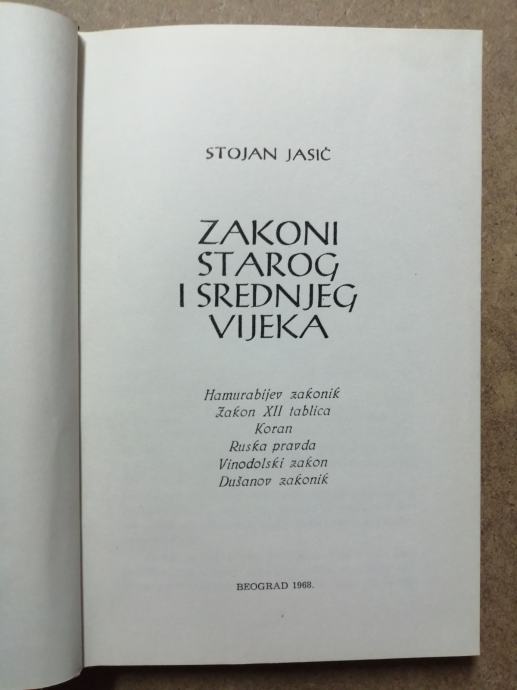 STOJAN JASIĆ
ZAKONI
STAROG
I SREDNJEG
VIJEKA
Hamurabijev zakonik
Zakon XII tablica
Koran
Ruska pravda
Vinodolski zakon
Dušanov zakonik
BEOGRAD 1968.